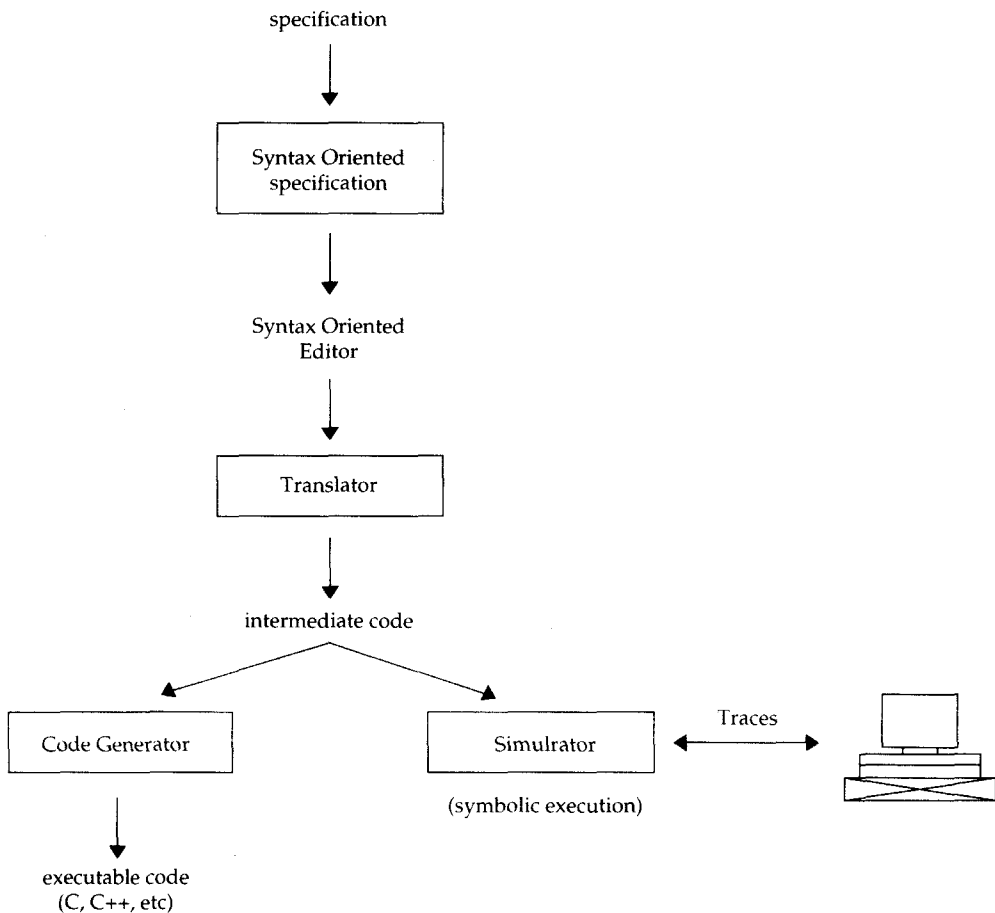 specification
Syntax Oriented
specification
Syntax Oriented
Editor
Translator
intermediate code
Code Generator
Simulrator
Traces
(symbolic execution)
executable code
(C, C++, etc)